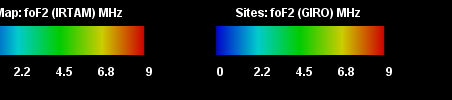 Map: foF2 (IRTAM) MHz
Sites: foF2 (GIRO) MHz
2.2 4.5 6.8 9
0 2.2 4.5 6.8 9